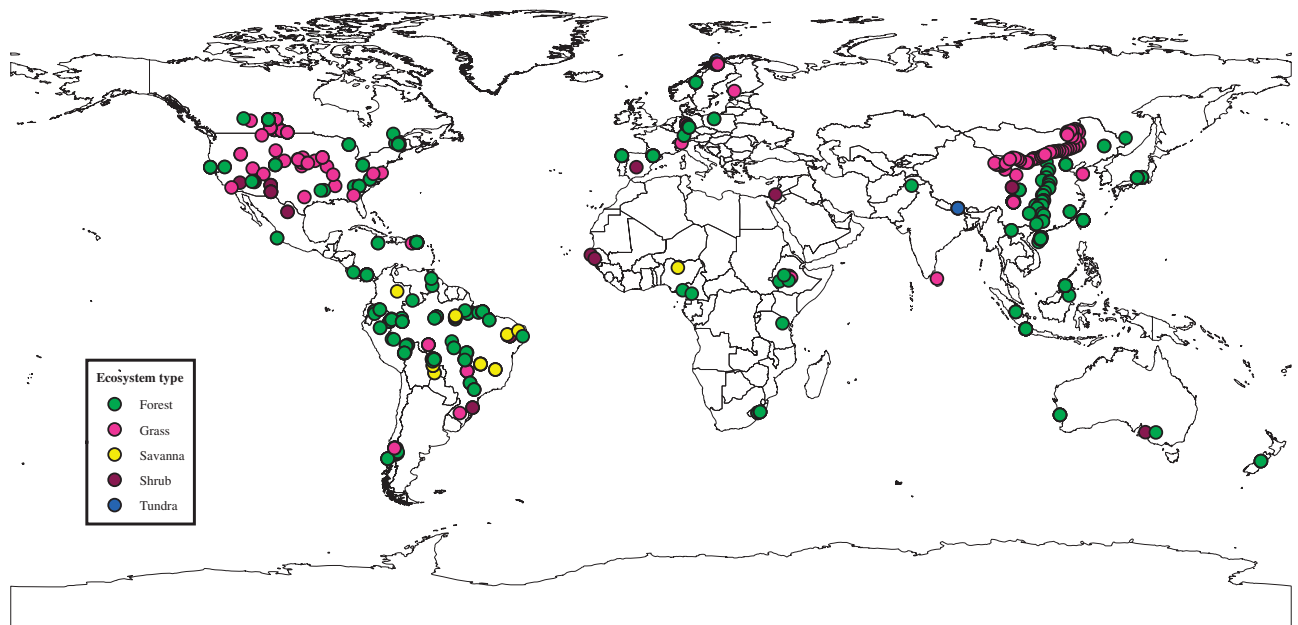 Ecosystem type
Forest
Grass
Savanna
Shrub
Tundra